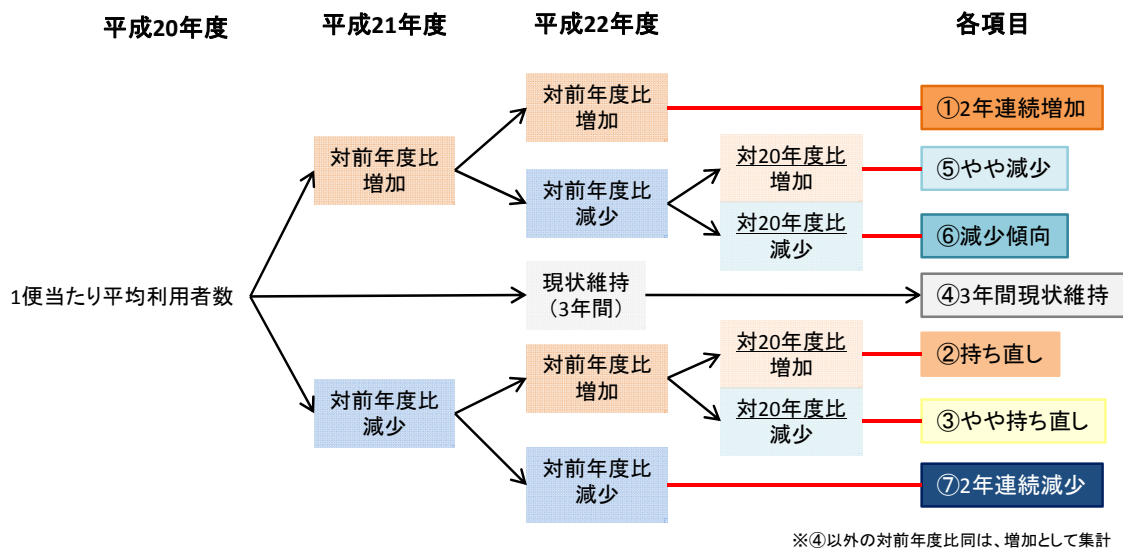 平成20年度
平成21年度
平成22年度
各項目
対前年度比
増加
①2年連続増加
対前年度比
増加
対20年度比
増加
⑤やや減少
対前年度比
減少
対20年度比
減少
⑥減少傾向
1便当たり平均利用者数
現状維持
(3年間)
④3年間現状維持
対前年度比
減少
対前年度比
増加
対20年度比
増加
②持ち直し
対20年度比
減少
③やや持ち直し
対前年度比
減少
⑦2年連続減少
※④以外の対前年度比同は、増加として集計